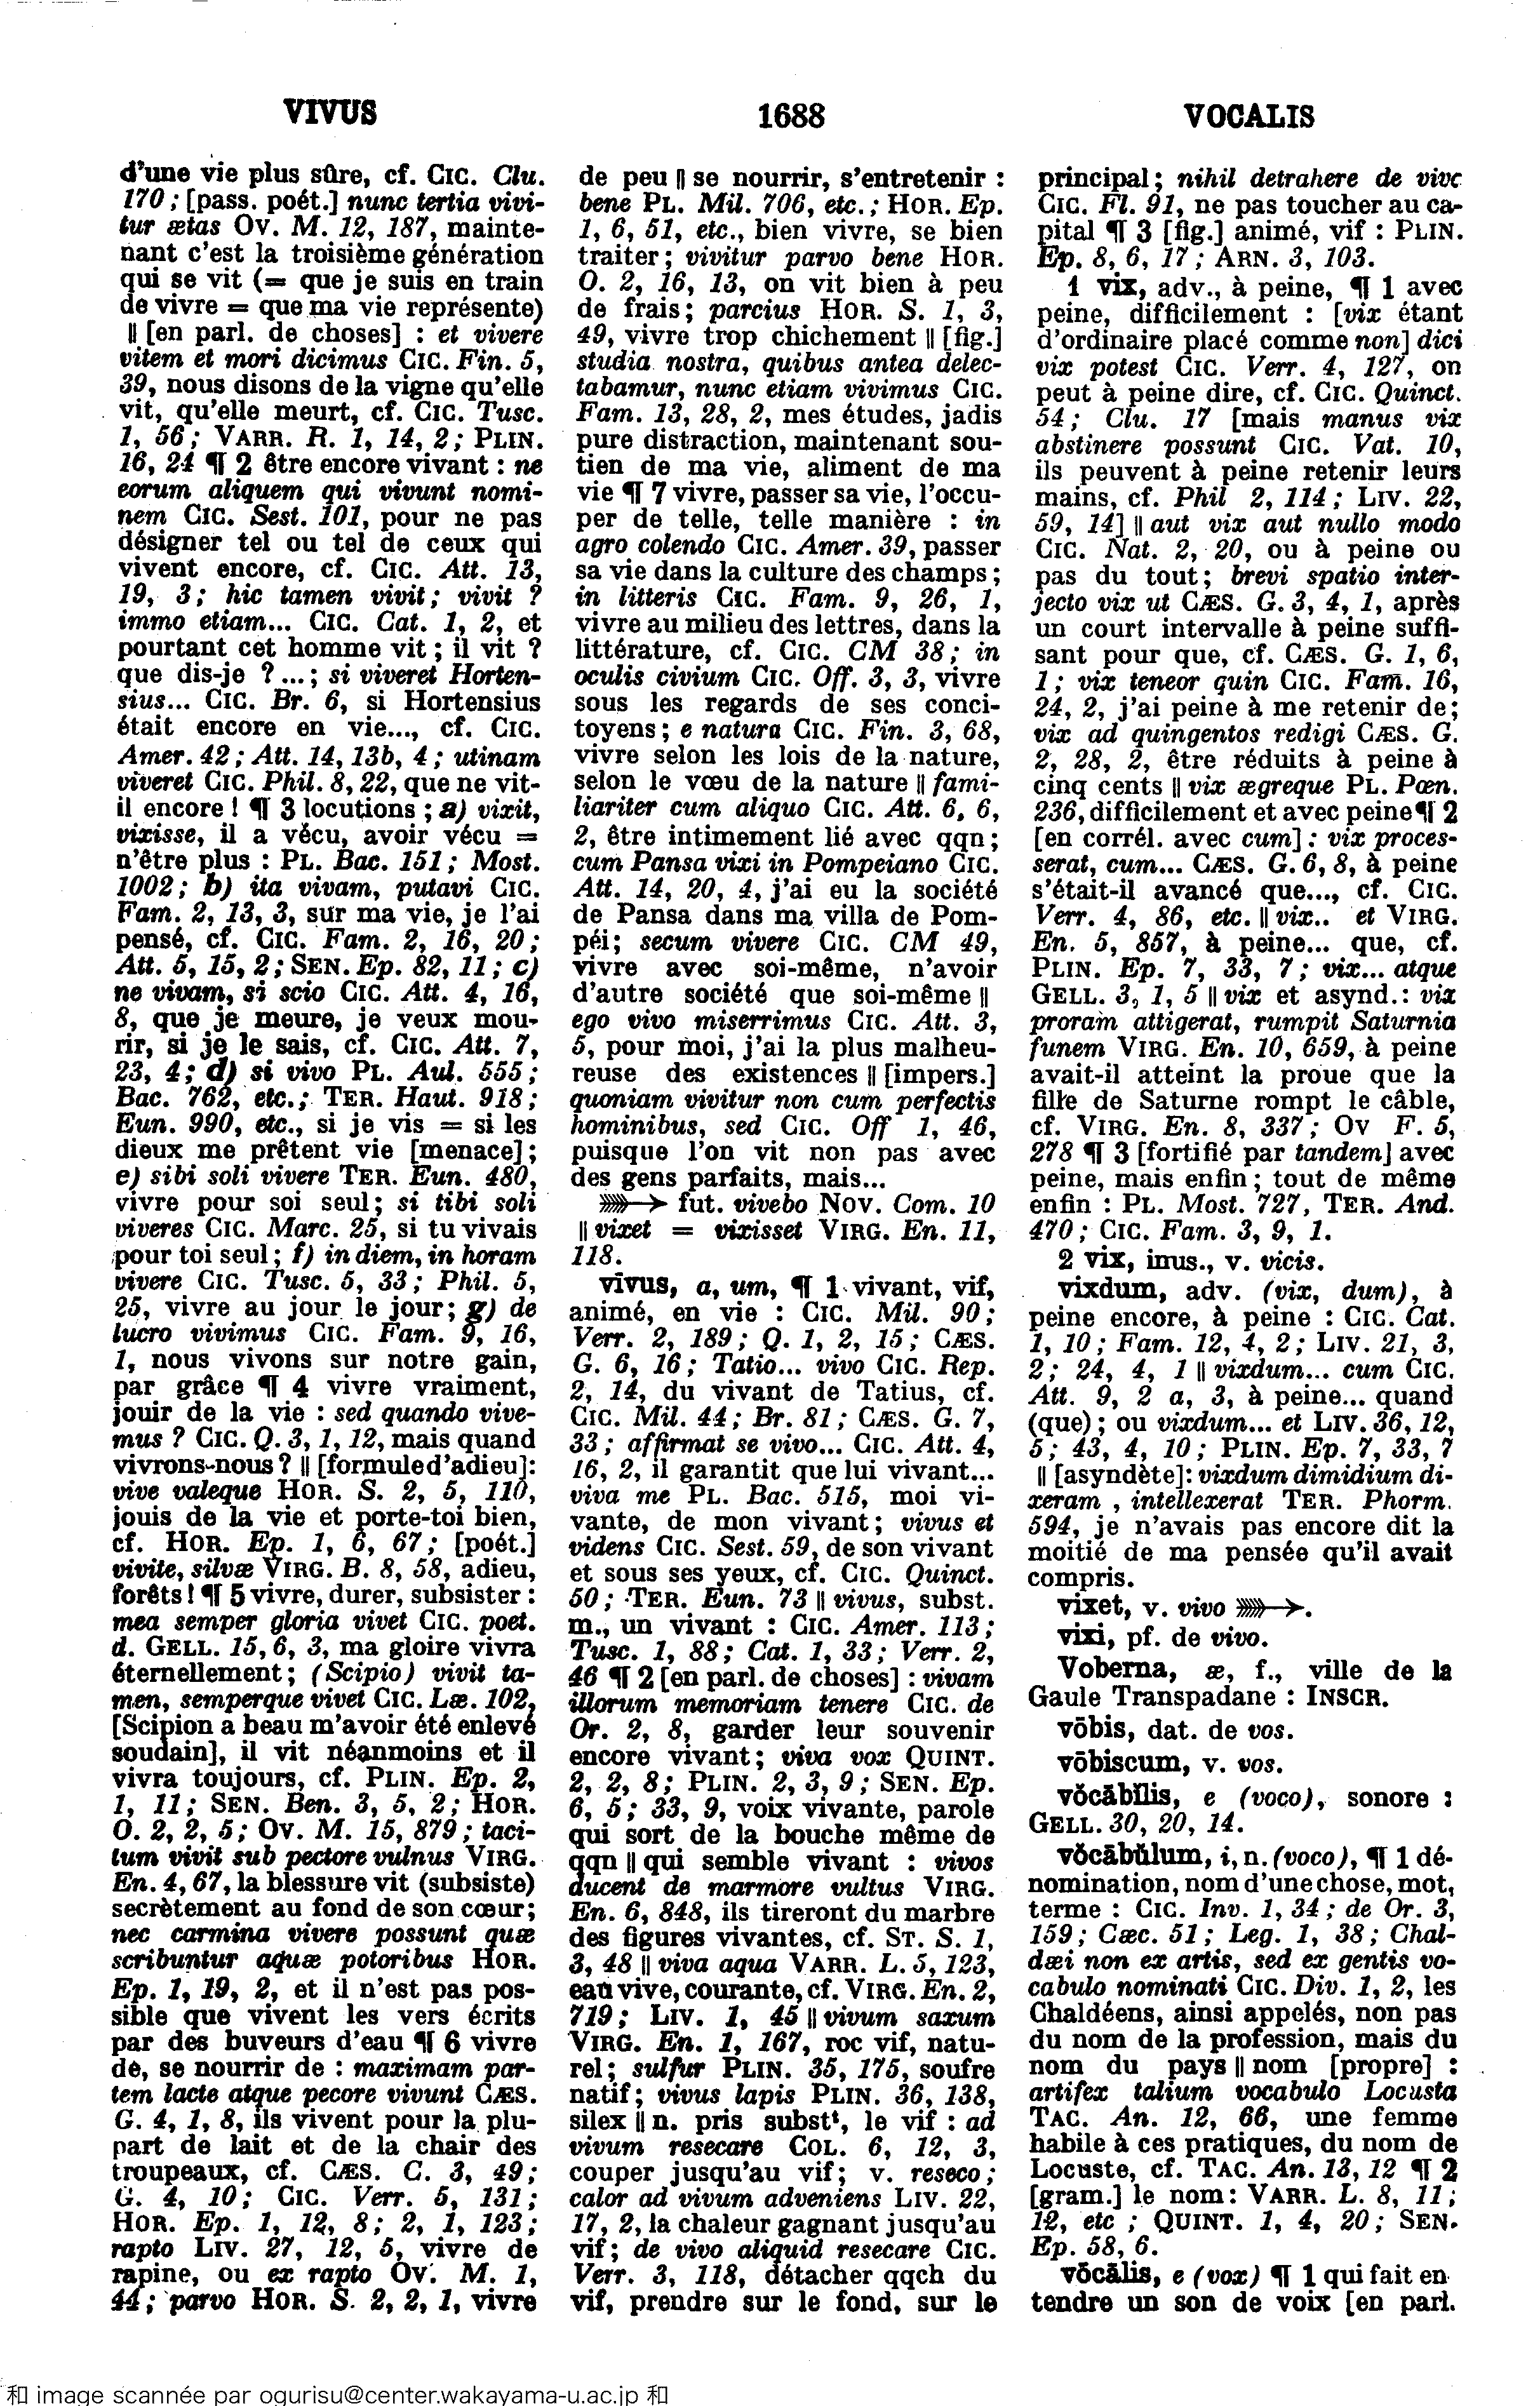 VIVUS
1688
VOCALIS
d'une vie plus sûre, cf. CIC. Clu.
170 ; [pass. poét.] nunc tertia vivi-
tur ætas OV. M. 12, 187, mainte-
nant c'est la troisième génération
qui se vit (= que je suis en train
de vivre = que ma vie représente)
|| [en parl. de choses] : et vivere
vitem et mori dicimus CIC. Fin. 5,
39, nous disons de la vigne qu'elle
vit, qu'elle meurt, cf. CIC. Tusc.
1, 56 ; VARR. R. 1, 14, 2 ; PLIN.
16, 24 ¶ 2 être encore vivant : ne
eorum aliquem qui vivunt nomi-
nem CIC. Sest. 101, pour ne pas
désigner tel ou tel de ceux qui
vivent encore, cf. CIC. Att. 13,
19, 3 ; hic tamen vivit ; vivit ?
immo etiam... CIC. Cat. 1, 2, et
pourtant cet homme vit ; il vit ?
que dis-je ? ... ; si viveret Horten-
sius... CIC. Br. 6, si Hortensius
était encore en vie..., cf. CIC.
Amer. 42 ; Att. 14, 13b, 4 ; utinam
viveret CIC. Phil. 8, 22, que ne vit-
il encore ! ¶ 3 locutions ; a) vixit,
vixisse, il a vécu, avoir vécu =
n'être plus : PL. Bac. 151 ; Most.
1002 ; b) ita vivam, putavi CIC.
Fam. 2, 13, 3, sur ma vie, je l'ai
pensé, cf. CIC. Fam. 2, 16, 20 ;
Att. 5, 15, 2 ; SEN. Ep. 82, 11 ; c)
ne vivam, si scio CIC. Att. 4, 16,
8, que je meure, je veux mou-
rir, si je le sais, cf. CIC. Att. 7,
23, 4 ; d) si vivo PL. Aul. 555 ;
Bac. 762, etc. ; TER. Haut. 918 ;
Eun. 990, etc., si je vis = si les
dieux me prêtent vie [menace] ;
e) sibi soli vivere TER. Eun. 480,
vivre pour soi seul ; si tibi soli
viveres CIC. Marc. 25, si tu vivais
pour toi seul ; f) in diem, in horam
vivere CIC. Tusc. 5, 33 ; Phil. 5,
25, vivre au jour le jour ; g) de
lucro vivimus CIC. Fam. 9, 16,
1, nous vivons sur notre gain,
par grâce ¶ 4 vivre vraiment,
jouir de la vie : sed quando vive-
mus ? CIC. Q. 3, 1, 12, mais quand
vivrons-nous ? || [formule d'adieu]:
vive valeque HOR. S. 2, 5, 110,
jouis de la vie et porte-toi bien,
cf. HOR. Ep. 1, 6, 67 ; [poét.]
vivite, silvæ VIRG. B. 8, 58, adieu,
forêts ! ¶ 5 vivre, durer, subsister :
mea semper gloria vivet CIC. poet.
d. GELL. 15, 6, 3, ma gloire vivra
éternellement ; (Scipio) vivit ta-
men, semperque vivet CIC. Læ. 102,
[Scipion a beau m'avoir été enlevé
soudain], il vit néanmoins et il
vivra toujours, cf. PLIN. Ep. 2,
1, 11 ; SEN. Ben. 3, 5, 2 ; HOR.
O. 2, 2, 5 ; OV. M. 15, 879 ; taci-
tum vivit sub pectore vulnus VIRG.
En. 4, 67, la blessure vit (subsiste)
secrètement au fond de son cœur ;
nec carmina vivere possunt quæ
scribuntur aquæ potoribus HOR.
Ep. 1, 19, 2, et il n'est pas pos-
sible que vivent les vers écrits
par des buveurs d'eau ¶ 6 vivre
de, se nourrir de : maximam par-
tem lacte atque pecore vivunt CÆS.
G. 4, 1, 8, ils vivent pour la plu-
part de lait et de la chair des
troupeaux, cf. CÆS. C. 3, 49 ;
G. 4, 10 ; CIC. Verr. 5, 131 ;
HOR. Ep. 1, 12, 8 ; 2, 1, 123 ;
rapto LIV. 27, 12, 5, vivre de
rapine, ou ex rapto OV. M. 1,
44 ; parvo HOR. S. 2, 2, 1, vivre
de peu || se nourrir, s'entretenir :
bene PL. Mil. 706, etc. ; HOR. Ep.
1, 6, 51, etc., bien vivre, se bien
traiter ; vivitur parvo bene HOR.
O. 2, 16, 13, on vit bien à peu
de frais ; parcius HOR. S. 1, 3,
49, vivre trop chichement || [fig.]
studia nostra, quibus antea delec-
tabamur, nunc etiam vivimus CIC.
Fam. 13, 28, 2, mes études, jadis
pure distraction, maintenant sou-
tien de ma vie, aliment de ma
vie ¶ 7 vivre, passer sa vie, l'occu-
per de telle, telle manière : in
agro colendo CIC. Amer. 39, passer
sa vie dans la culture des champs ;
in litteris CIC. Fam. 9, 26, 1,
vivre au milieu des lettres, dans la
littérature, cf. CIC. CM 38 ; in
oculis civium CIC. Off. 3, 3, vivre
sous les regards de ses conci-
toyens ; e natura CIC. Fin. 3, 68,
vivre selon les lois de la nature,
selon le vœu de la nature || fami-
liariter cum aliquo CIC. Att. 6, 6,
2, être intimement lié avec qqn ;
cum Pansa vixi in Pompeiano CIC.
Att. 14, 20, 4, j'ai eu la société
de Pansa dans ma villa de Pom-
péi ; secum vivere CIC. CM 49,
vivre avec soi-même, n'avoir
d'autre société que soi-même ||
ego vivo miserrimus CIC. Att. 3,
5, pour moi, j'ai la plus malheu-
reuse des existences || [impers.]
quoniam vivitur non cum perfectis
hominibus, sed CIC. Off 1, 46,
puisque l'on vit non pas avec
des gens parfaits, mais...
⟫→ fut. vivebo NOV. Com. 10
|| vixet = vixisset VIRG. En. 11,
118.
vīvus, a, um, ¶ 1 vivant, vif,
animé, en vie : CIC. Mil. 90 ;
Verr. 2, 189 ; Q. 1, 2, 15 ; CÆS.
G. 6, 16 ; Tatio... vivo CIC. Rep.
2, 14, du vivant de Tatius, cf.
CIC. Mil. 44 ; Br. 81 ; CÆS. G. 7,
33 ; affirmat se vivo... CIC. Att. 4,
16, 2, il garantit que lui vivant...
viva me PL. Bac. 515, moi vi-
vante, de mon vivant ; vivus et
videns CIC. Sest. 59, de son vivant
et sous ses yeux, cf. CIC. Quinct.
50 ; TER. Eun. 73 || vivus, subst.
m., un vivant : CIC. Amer. 113 ;
Tusc. 1, 88 ; Cat. 1, 33 ; Verr. 2,
46 ¶ 2 [en parl. de choses] : vivam
illorum memoriam tenere CIC. de
Or. 2, 8, garder leur souvenir
encore vivant ; viva vox QUINT.
2, 2, 8 ; PLIN. 2, 3, 9 ; SEN. Ep.
6, 5 ; 33, 9, voix vivante, parole
qui sort de la bouche même de
qqn || qui semble vivant : vivos
ducent de marmore vultus VIRG.
En. 6, 848, ils tireront du marbre
des figures vivantes, cf. ST. S. 1,
3, 48 || viva aqua VARR. L. 5, 123,
eau vive, courante, cf. VIRG. En. 2,
719 ; LIV. 1, 45 || vivum saxum
VIRG. En. 1, 167, roc vif, natu-
rel ; sulfur PLIN. 35, 175, soufre
natif ; vivus lapis PLIN. 36, 138,
silex || n. pris subst<sup>t</sup>, le vif : ad
vivum resecare COL. 6, 12, 3,
couper jusqu'au vif ; v. reseco ;
calor ad vivum adveniens LIV. 22,
17, 2, la chaleur gagnant jusqu'au
vif ; de vivo aliquid resecare CIC.
Verr. 3, 118, détacher qqch du
vif, prendre sur le fond, sur le
principal ; nihil detrahere de vivo
CIC. Fl. 91, ne pas toucher au ca-
pital ¶ 3 [fig.] animé, vif : PLIN.
Ep. 8, 6, 17 ; ARN. 3, 103.
1 vix, adv., à peine, ¶ 1 avec
peine, difficilement : [vix étant
d'ordinaire placé comme non] dici
vix potest CIC. Verr. 4, 127, on
peut à peine dire, cf. CIC. Quinct.
54 ; Clu. 17 [mais manus vix
abstinere possunt CIC. Vat. 10,
ils peuvent à peine retenir leurs
mains, cf. Phil 2, 114 ; LIV. 22,
59, 14] || aut vix aut nullo modo
CIC. Nat. 2, 20, ou à peine ou
pas du tout ; brevi spatio inter-
jecto vix ut CÆS. G. 3, 4, 1, après
un court intervalle à peine suffi-
sant pour que, cf. CÆS. G. 1, 6,
1 ; vix teneor quin CIC. Fam. 16,
24, 2, j'ai peine à me retenir de ;
vix ad quingentos redigi CÆS. G.
2, 28, 2, être réduits à peine à
cinq cents || vix ægreque PL. Pœn.
236, difficilement et avec peine ¶ 2
[en corrél. avec cum] : vix proces-
serat, cum... CÆS. G. 6, 8, à peine
s'était-il avancé que..., cf. CIC.
Verr. 4, 86, etc. || vix.. et VIRG.
En. 5, 857, à peine... que, cf.
PLIN. Ep. 7, 33, 7 ; vix... atque
GELL. 3, 1, 5 || vix et asynd.: vix
proram attigerat, rumpit Saturnia
funem VIRG. En. 10, 659, à peine
avait-il atteint la proue que la
fille de Saturne rompt le câble,
cf. VIRG. En. 8, 337 ; OV F. 5,
278 ¶ 3 [fortifié par tandem] avec
peine, mais enfin ; tout de même
enfin : PL. Most. 727, TER. And.
470 ; CIC. Fam. 3, 9, 1.
2 vix, inus., v. vicis.
vixdum, adv. (vix, dum), à
peine encore, à peine : CIC. Cat.
1, 10 ; Fam. 12, 4, 2 ; LIV. 21, 3,
2 ; 24, 4, 1 || vixdum... cum CIC.
Att. 9, 2 a, 3, à peine... quand
(que) ; ou vixdum... et LIV. 36, 12,
5 ; 43, 4, 10 ; PLIN. Ep. 7, 33, 7
|| [asyndète]: vixdum dimidium di-
xeram , intellexerat TER. Phorm.
594, je n'avais pas encore dit la
moitié de ma pensée qu'il avait
compris.
vixet, v. vivo ⟫→.
vixi, pf. de vivo.
Voberna, æ, f., ville de la
Gaule Transpadane : INSCR.
vōbis, dat. de vos.
vōbiscum, v. vos.
vŏcābĭlis, e (voco), sonore :
GELL. 30, 20, 14.
vŏcābŭlum, i, n. (voco), ¶ 1 dé-
nomination, nom d'une chose, mot,
terme : CIC. Inv. 1, 34 ; de Or. 3,
159 ; Cæc. 51 ; Leg. 1, 38 ; Chal-
dæi non ex artis, sed ex gentis vo-
cabulo nominati CIC. Div. 1, 2, les
Chaldéens, ainsi appelés, non pas
du nom de la profession, mais du
nom du pays || nom [propre] :
artifex talium vocabulo Locusta
TAC. An. 12, 66, une femme
habile à ces pratiques, du nom de
Locuste, cf. TAC. An. 13, 12 ¶ 2
[gram.] le nom : VARR. L. 8, 11 ;
12, etc ; QUINT. 1, 4, 20 ; SEN.
Ep. 58, 6.
vōcālis, e (vox) ¶ 1 qui fait en
tendre un son de voix [en parl.
和 image scannée par ogurisu@center.wakayama-u.ac.jp 和